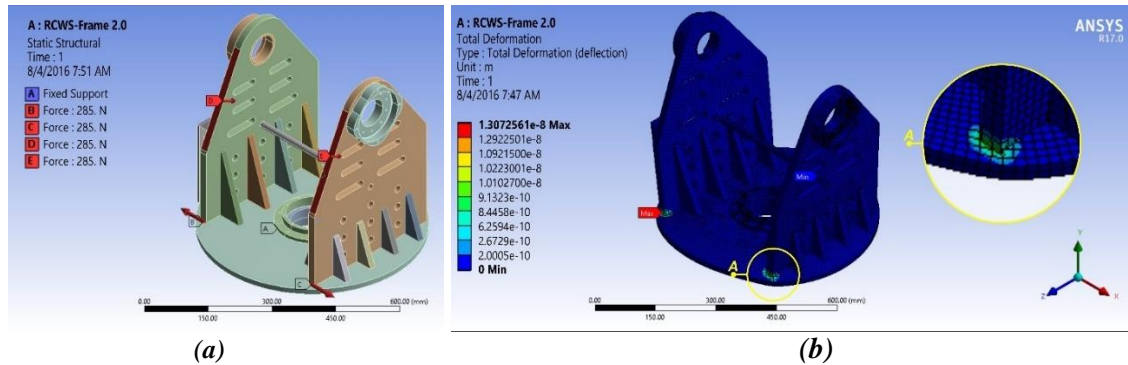 A : RCWS-Frame 2.0
Static Structural
Time : 1
8/4/2016 7:51 AM
A Fixed Support
B Force : 285. N
C Force : 285. N
D Force : 285. N
E Force : 285. N
D
E
B
A
C
0.00 300.00 600.00 (mm)
150.00 450.00
(a)
A : RCWS-Frame 2.0
Total Deformation
Type : Total Deformation (deflection)
Unit : m
Time : 1
8/4/2016 7:47 AM
1.3072561e-8 Max
1.2922501e-8
1.0921500e-8
1.0223001e-8
1.0102700e-8
9.1323e-10
8.4458e-10
6.2594e-10
2.6729e-10
2.0005e-10
0 Min
ANSYS
R17.0
A
Min
Max
A
Y
Z X
0.00 300.00 600.00 (mm)
150.00 450.00
(b)